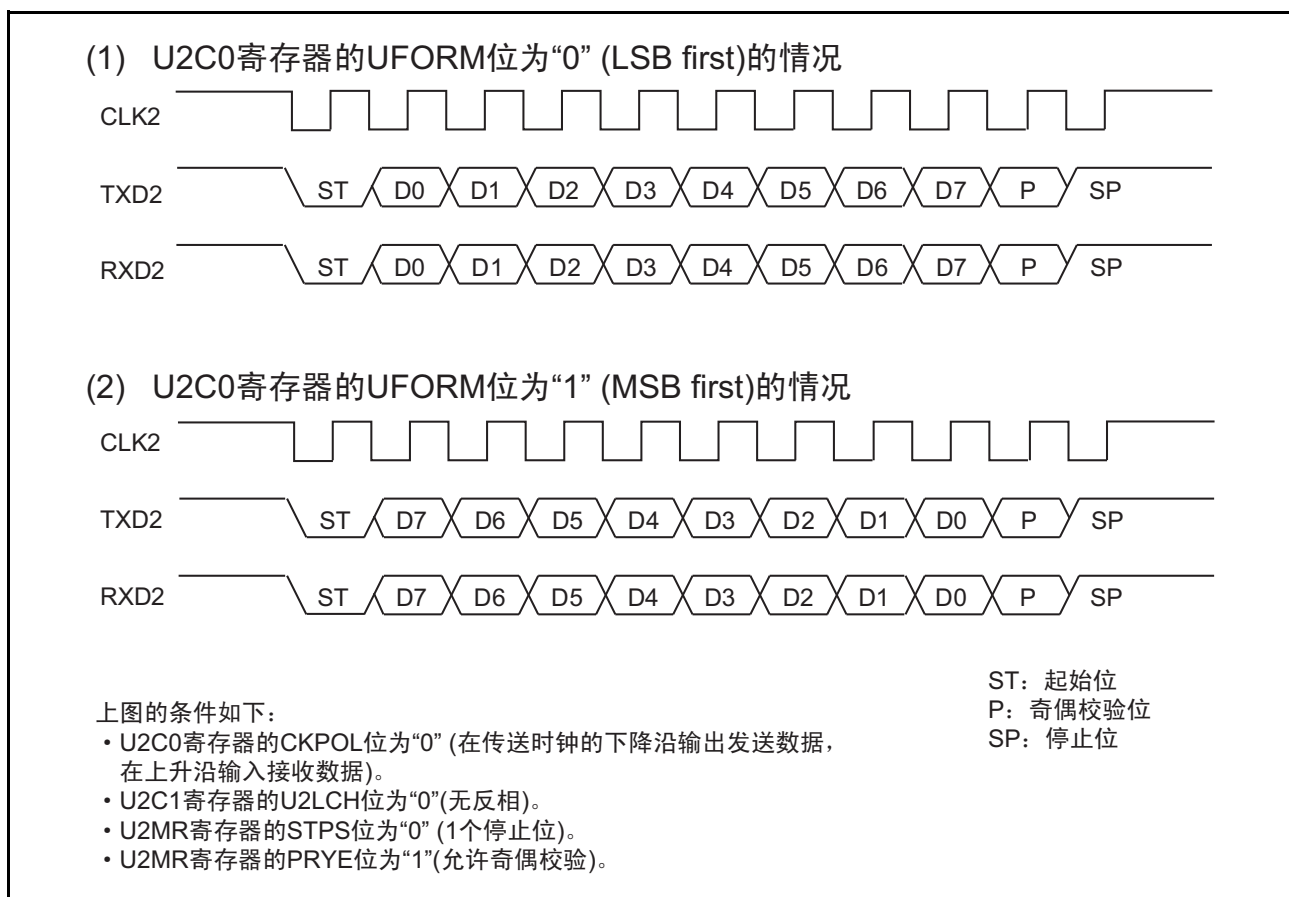 (1) U2C0寄存器的UFORM位为“0” (LSB first)的情况
CLK2
TXD2 ST D0 D1 D2 D3 D4 D5 D6 D7 P SP
RXD2 ST D0 D1 D2 D3 D4 D5 D6 D7 P SP
(2) U2C0寄存器的UFORM位为“1” (MSB first)的情况
CLK2
TXD2 ST D7 D6 D5 D4 D3 D2 D1 D0 P SP
RXD2 ST D7 D6 D5 D4 D3 D2 D1 D0 P SP
ST：起始位
P：奇偶校验位
SP：停止位
上图的条件如下：
・U2C0寄存器的CKPOL位为“0” (在传送时钟的下降沿输出发送数据，
在上升沿输入接收数据)。
・U2C1寄存器的U2LCH位为“0”(无反相)。
・U2MR寄存器的STPS位为“0” (1个停止位)。
・U2MR寄存器的PRYE位为“1”(允许奇偶校验)。